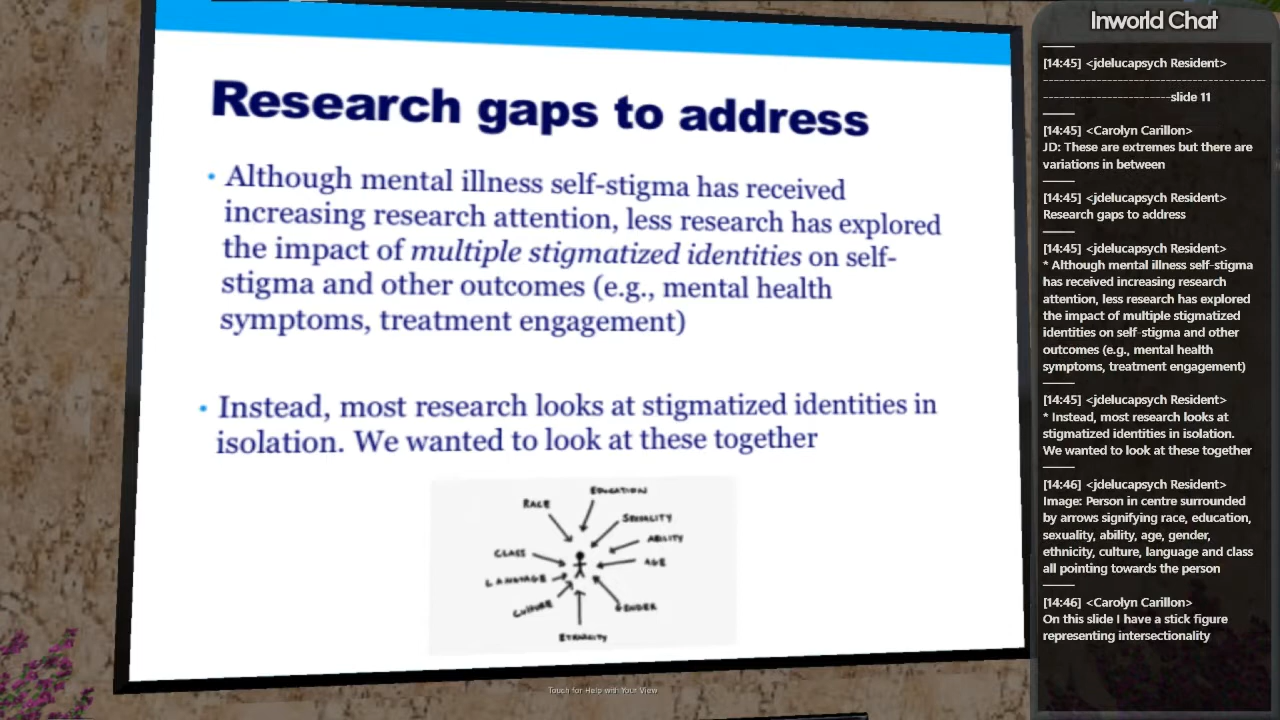 Research gaps to address
• Although mental illness self-stigma has received
increasing research attention, less research has explored
the impact of multiple stigmatized identities on self-
stigma and other outcomes (e.g., mental health
symptoms, treatment engagement)
• Instead, most research looks at stigmatized identities in
isolation. We wanted to look at these together
EDUCATION
RACE
SEXUALITY
ABILITY
CLASS
AGE
LANGUAGE
CULTURE
GENDER
ETHNICITY
Touch for Help with Your View
Inworld Chat
[14:45] <jdelucapsych Resident>
------------------------------------------
------------------------slide 11
[14:45] <Carolyn Carillon>
JD: These are extremes but there are
variations in between
[14:45] <jdelucapsych Resident>
Research gaps to address
[14:45] <jdelucapsych Resident>
* Although mental illness self-stigma
has received increasing research
attention, less research has explored
the impact of multiple stigmatized
identities on self-stigma and other
outcomes (e.g., mental health
symptoms, treatment engagement)
[14:45] <jdelucapsych Resident>
* Instead, most research looks at
stigmatized identities in isolation.
We wanted to look at these together
[14:46] <jdelucapsych Resident>
Image: Person in centre surrounded
by arrows signifying race, education,
sexuality, ability, age, gender,
ethnicity, culture, language and class
all pointing towards the person
[14:46] <Carolyn Carillon>
On this slide I have a stick figure
representing intersectionality